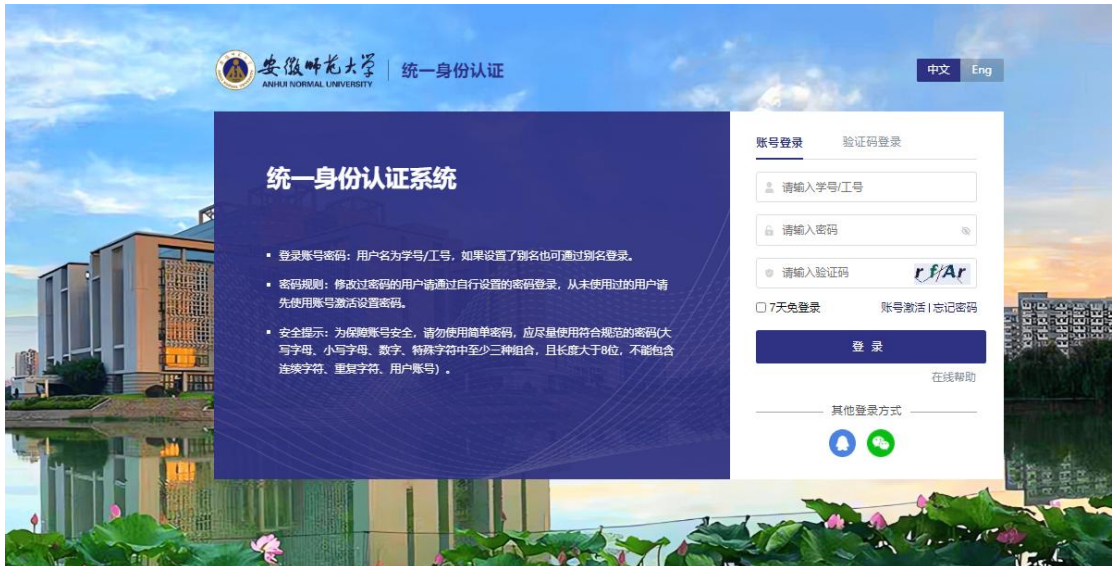 安徽师范大学
ANHUI NORMAL UNIVERSITY
统一身份认证
中文 Eng
统一身份认证系统
登录账号密码：用户名为学号/工号，如果设置了别名也可通过别名登录。
密码规则：修改过密码的用户请通过自行设置的密码登录，从未使用过的用户请
先使用账号激活设置密码。
安全提示：为保障账号安全，请勿使用简单密码，应尽量使用符合规范的密码(大
写字母、小写字母、数字、特殊字符中至少三种组合，且长度大于8位，不能包含
连续字符、重复字符、用户账号)。
账号登录 验证码登录
请输入学号/工号
请输入密码
请输入验证码 rfAr
7天免登录 账号激活|忘记密码
登 录
在线帮助
其他登录方式